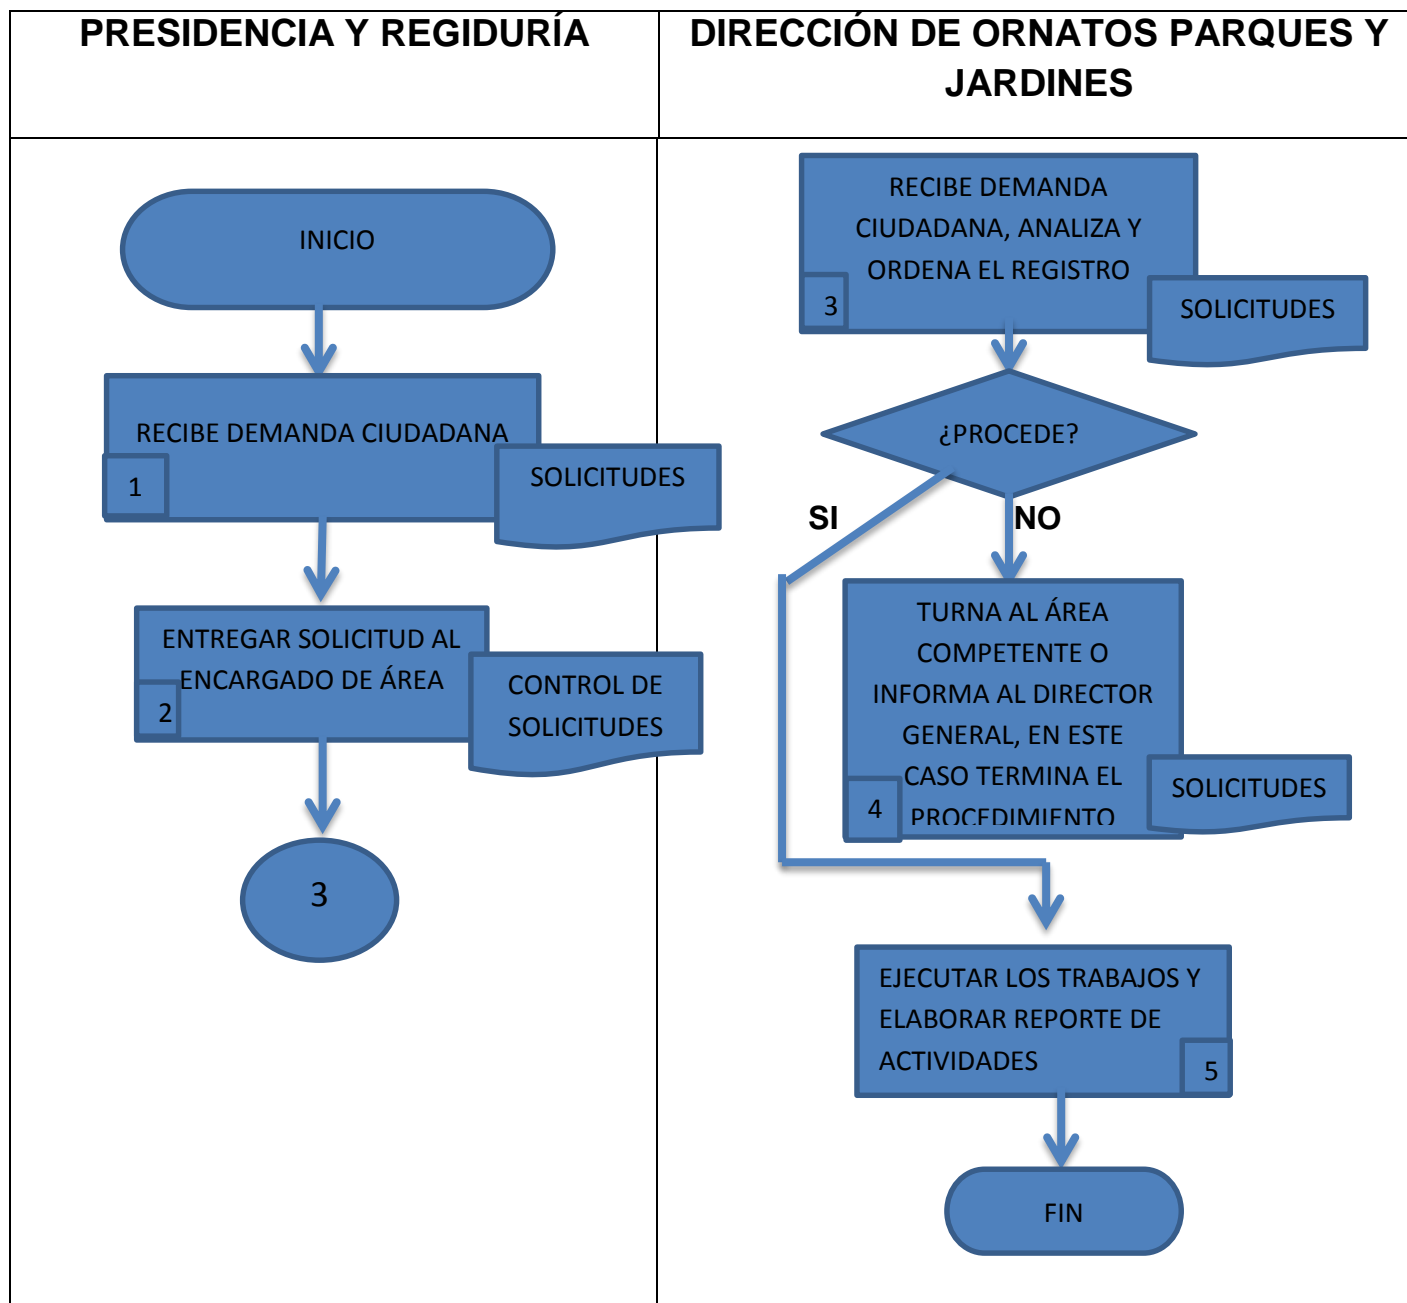 PRESIDENCIA Y REGIDURÍA
DIRECCIÓN DE ORNATOS PARQUES Y
JARDINES
INICIO
RECIBE DEMANDA CIUDADANA
1
SOLICITUDES
ENTREGAR SOLICITUD AL
ENCARGADO DE ÁREA
2
CONTROL DE
SOLICITUDES
3
RECIBE DEMANDA
CIUDADANA, ANALIZA Y
ORDENA EL REGISTRO
3
SOLICITUDES
¿PROCEDE?
SI
NO
TURNA AL ÁREA
COMPETENTE O
INFORMA AL DIRECTOR
GENERAL, EN ESTE
CASO TERMINA EL
PROCEDIMIENTO
4
SOLICITUDES
EJECUTAR LOS TRABAJOS Y
ELABORAR REPORTE DE
ACTIVIDADES
5
FIN